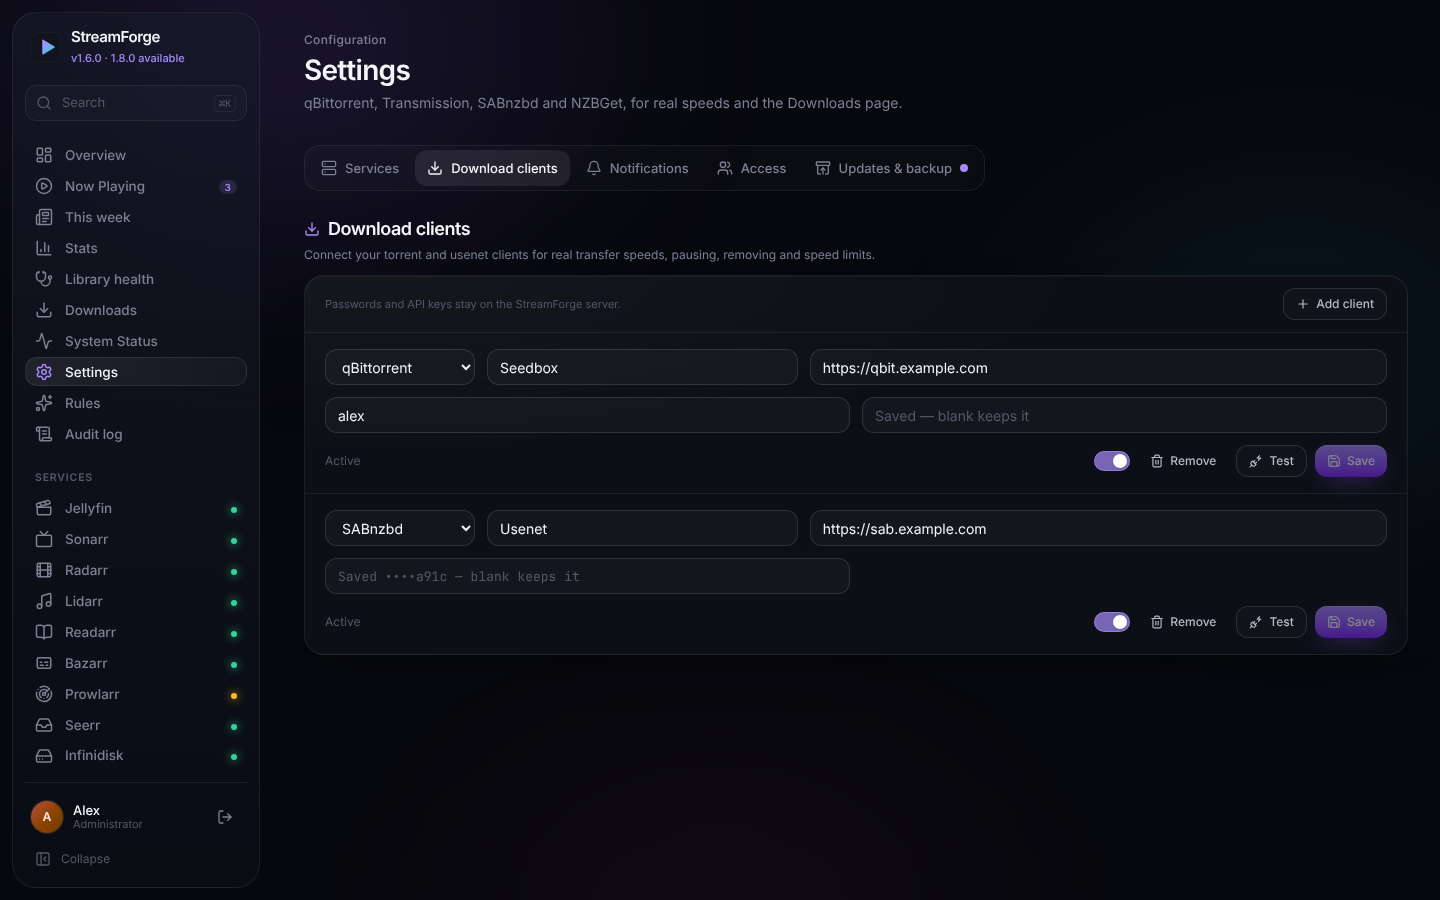 StreamForge
v1.6.0 · 1.8.0 available
Search ⌘K
Overview
Now Playing 3
This week
Stats
Library health
Downloads
System Status
Settings
Rules
Audit log
SERVICES
Jellyfin
Sonarr
Radarr
Lidarr
Readarr
Bazarr
Prowlarr
Seerr
Infinidisk
A
Alex
Administrator
Collapse
Configuration
Settings
qBittorrent, Transmission, SABnzbd and NZBGet, for real speeds and the Downloads page.
Services Download clients Notifications Access Updates & backup
Download clients
Connect your torrent and usenet clients for real transfer speeds, pausing, removing and speed limits.
Passwords and API keys stay on the StreamForge server. Add client
qBittorrent Seedbox https://qbit.example.com
alex Saved — blank keeps it
Active Remove Test Save
SABnzbd Usenet https://sab.example.com
Saved ••••a91c — blank keeps it
Active Remove Test Save